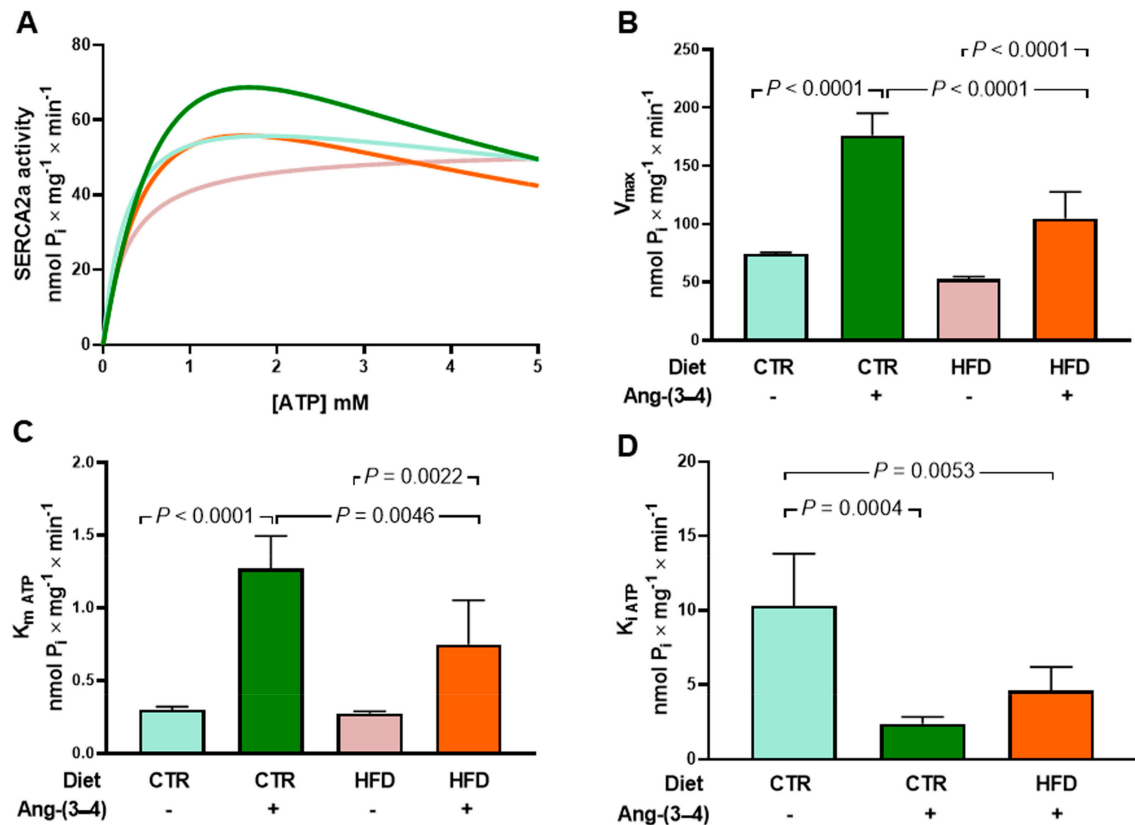 A
SERCA2a activity
nmol Pi × mg-1 × min-1
80
60
40
20
0
0 1 2 3 4 5
[ATP] mM
B
Vmax
nmol Pi × mg-1 × min-1
250
200
150
100
50
0
P < 0.0001
P < 0.0001
P < 0.0001
Diet CTR CTR HFD HFD
Ang-(3–4) - + - +
C
Km ATP
nmol Pi × mg-1 × min-1
2.0
1.5
1.0
0.5
0.0
P = 0.0022
P < 0.0001
P = 0.0046
Diet CTR CTR HFD HFD
Ang-(3–4) - + - +
D
Ki ATP
nmol Pi × mg-1 × min-1
20
15
10
5
0
P = 0.0053
P = 0.0004
Diet CTR CTR HFD
Ang-(3–4) - + +